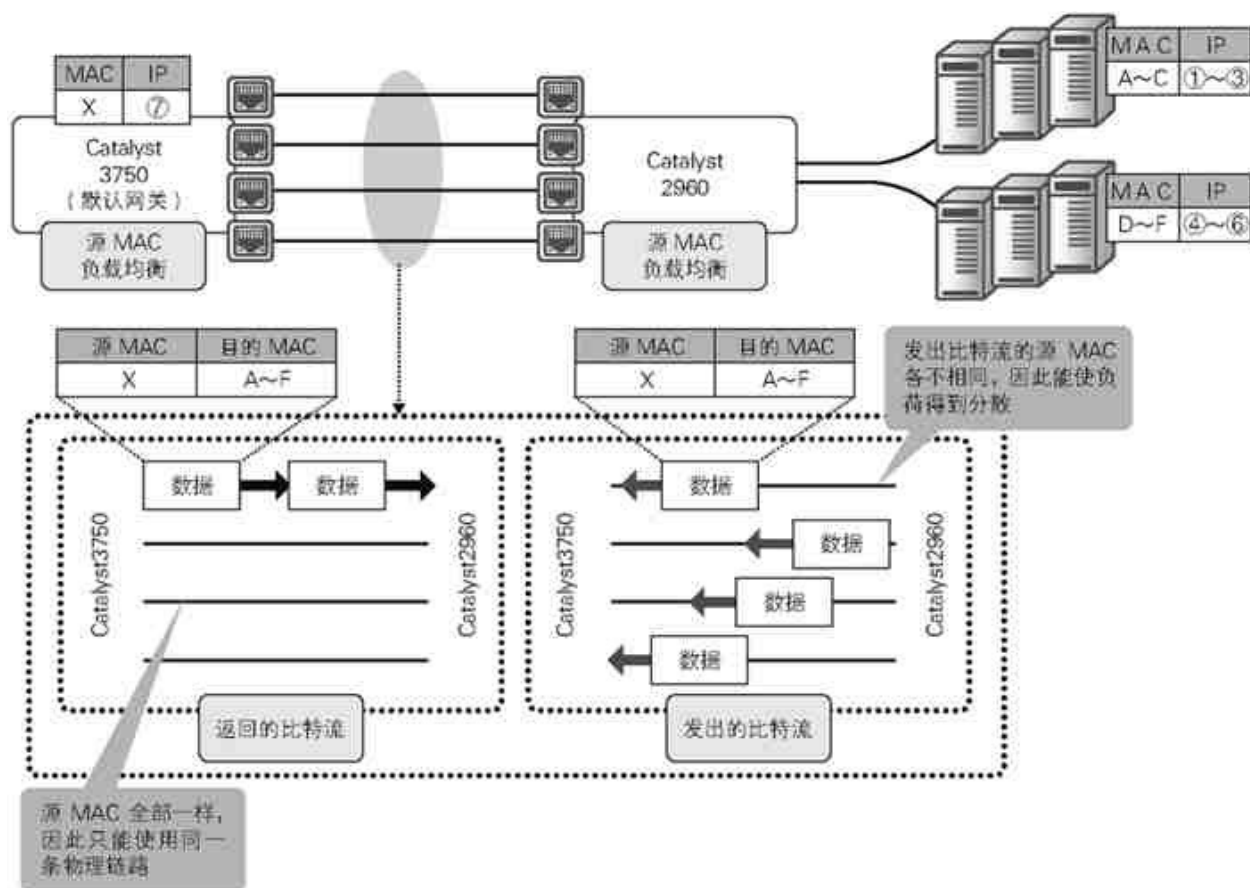 MAC IP
X ⑦
Catalyst
3750
（默认网关）
源 MAC
负载均衡
Catalyst
2960
源 MAC
负载均衡
MAC IP
A～C ①～③
MAC IP
D～F ④～⑥
源 MAC 目的 MAC
X A～F
源 MAC 目的 MAC
X A～F
发出比特流的源 MAC
各不相同，因此能使负
荷得到分散
Catalyst3750
数据 数据
Catalyst2960
返回的比特流
Catalyst3750
数据
数据
数据
数据
Catalyst2960
发出的比特流
源 MAC 全部一样，
因此只能使用同一
条物理链路